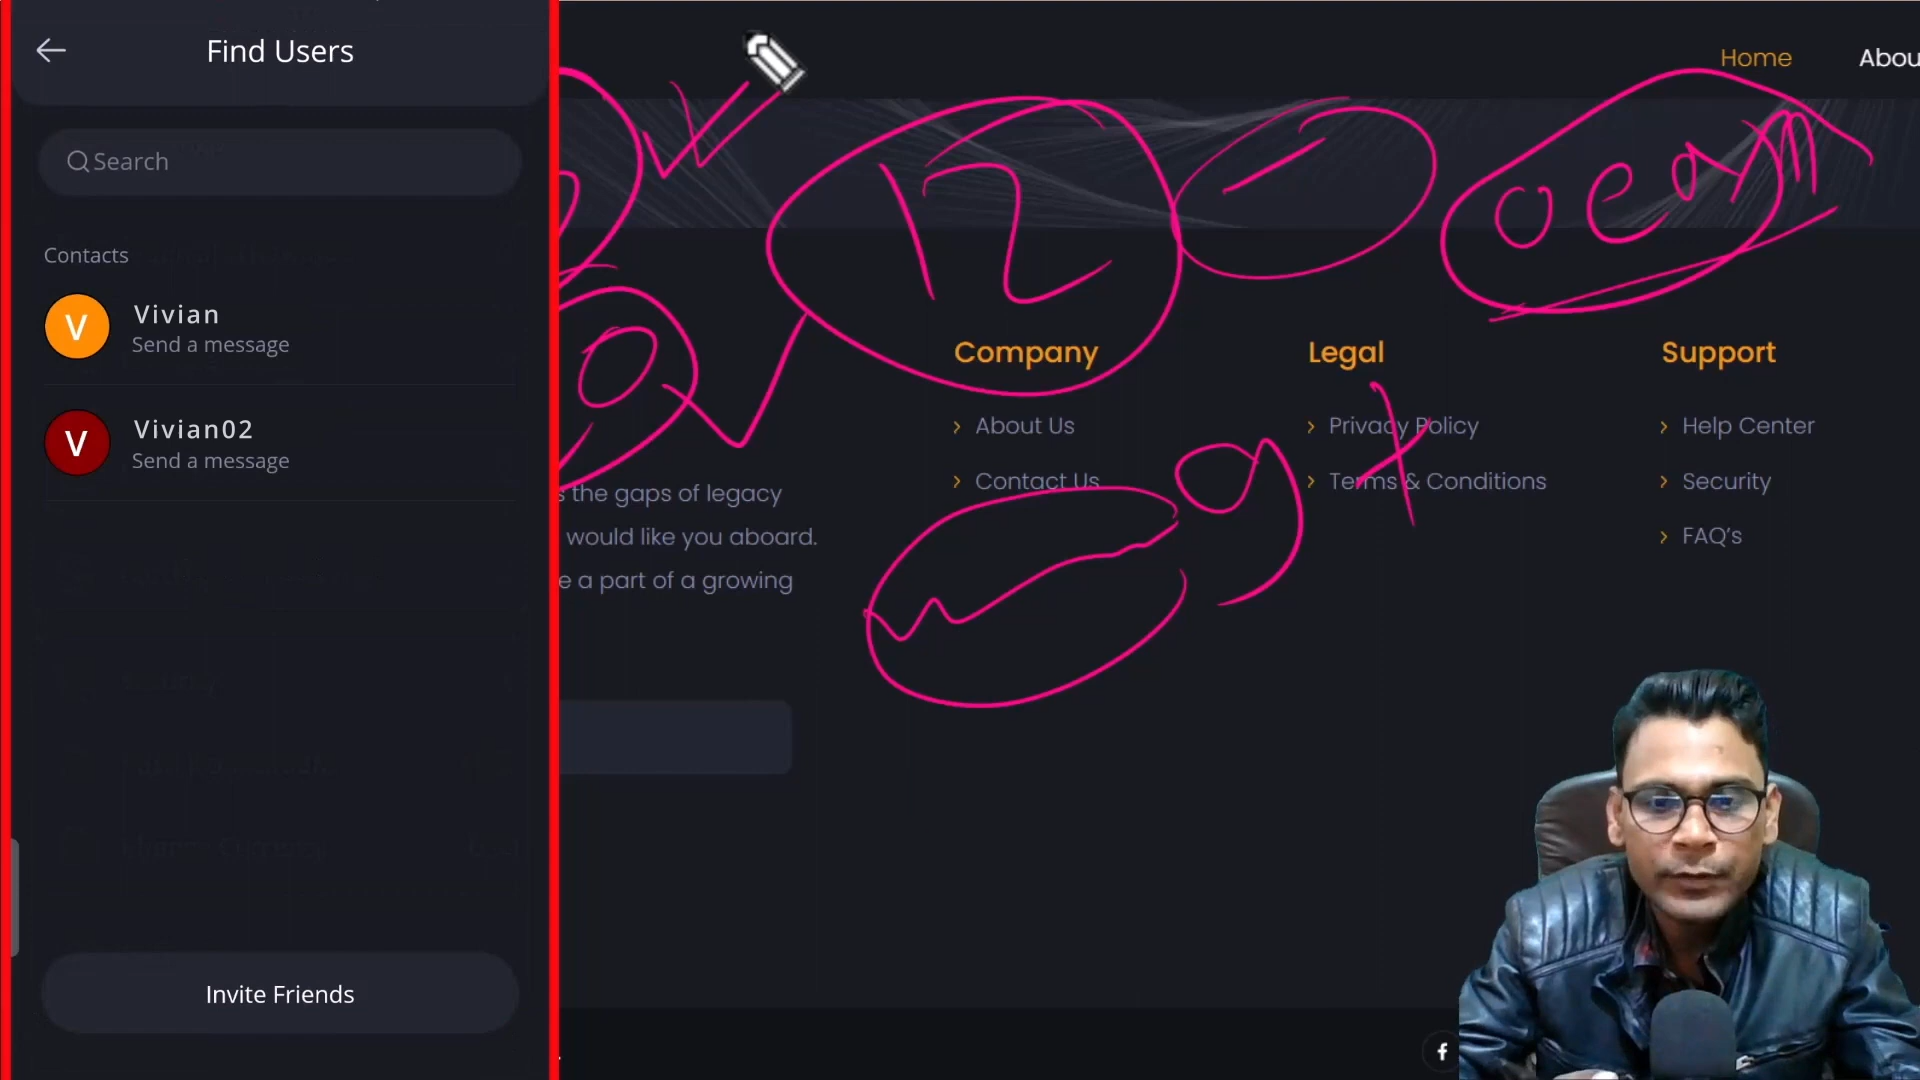 Find Users
Search
Contacts
V
Vivian
Send a message
V
Vivian02
Send a message
Invite Friends
Home
Abou
12
Company
About Us
Contact Us
Legal
Privacy Policy
Terms & Conditions
Support
Help Center
Security
FAQ's
s the gaps of legacy
would like you aboard.
e a part of a growing